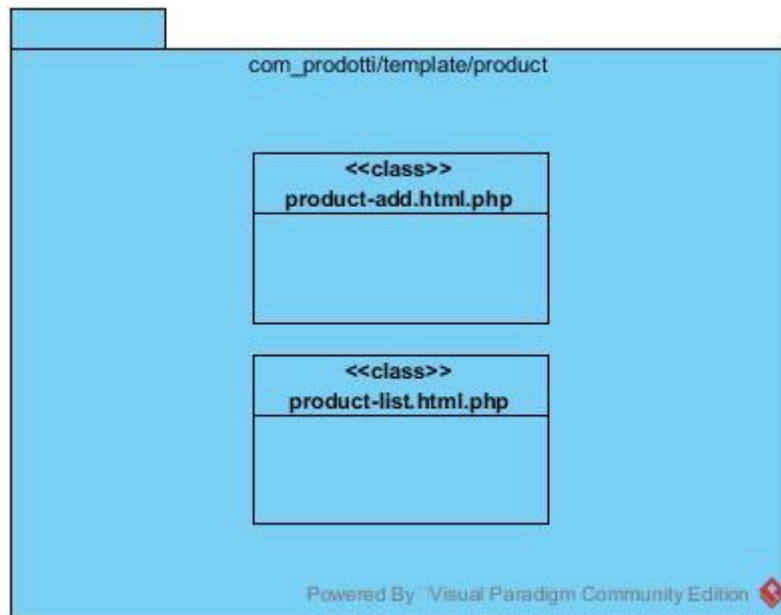 com_prodotti/template/product
<<class>>
product-add.html.php
<<class>>
product-list.html.php
Powered By Visual Paradigm Community Edition